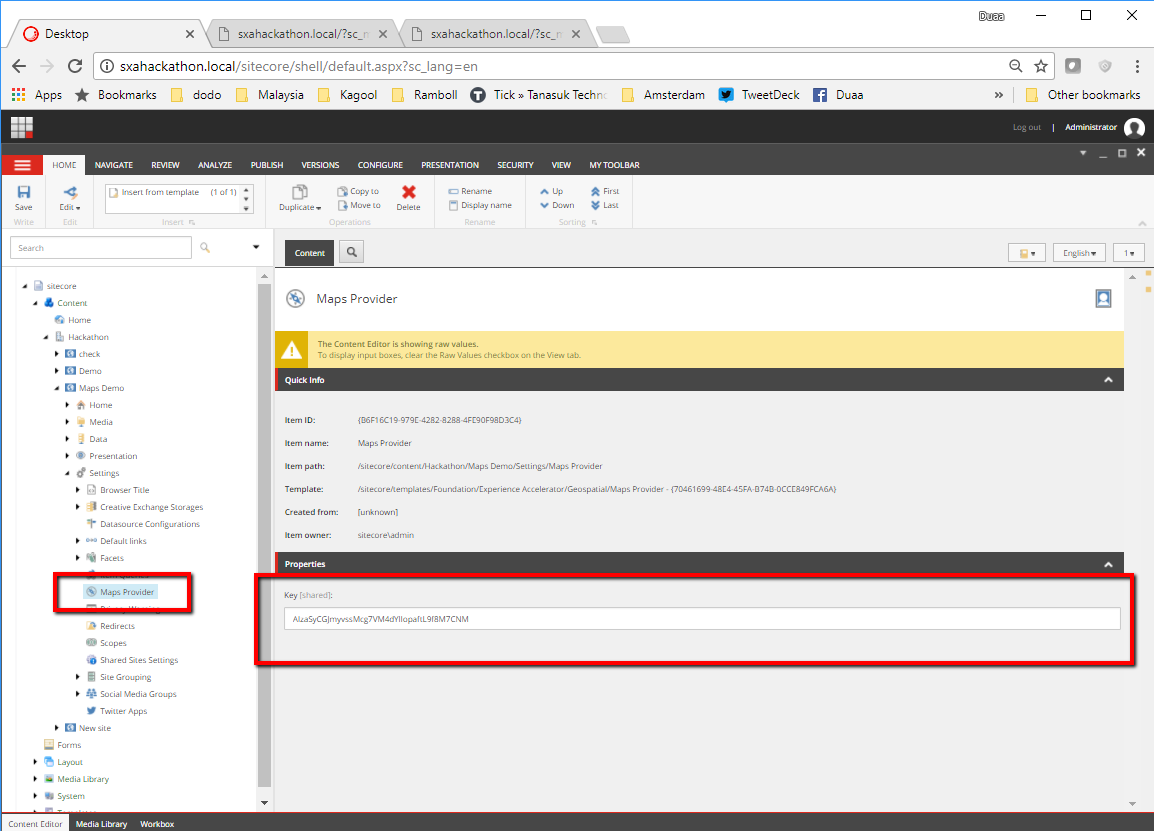 Duaa
Desktop
sxahackathon.local/?sc_m
sxahackathon.local/?sc_m
sxahackathon.local/sitecore/shell/default.aspx?sc_lang=en
Apps Bookmarks dodo Malaysia Kagool Ramboll Tick » Tanasuk Techno Amsterdam TweetDeck Duaa » Other bookmarks
Log out | Administrator
HOME NAVIGATE REVIEW ANALYZE PUBLISH VERSIONS CONFIGURE PRESENTATION SECURITY VIEW MY TOOLBAR
Insert from template (1 of 1) Copy to Rename Up First
Save Edit Duplicate Move to Delete Display name Down Last
Write Edit Insert Operations Rename Sorting
Search
Content
English
1
sitecore
Content
Home
Hackathon
check
Demo
Maps Demo
Home
Media
Data
Presentation
Settings
Browser Title
Creative Exchange Storages
Datasource Configurations
Default links
Facets
Maps Provider
Redirects
Scopes
Shared Sites Settings
Site Grouping
Social Media Groups
Twitter Apps
New site
Forms
Layout
Media Library
System
Maps Provider
The Content Editor is showing raw values.
To display input boxes, clear the Raw Values checkbox on the View tab.
Quick Info
Item ID: {B6F16C19-979E-4282-8288-4FE90F98D3C4}
Item name: Maps Provider
Item path: /sitecore/content/Hackathon/Maps Demo/Settings/Maps Provider
Template: /sitecore/templates/Foundation/Experience Accelerator/Geospatial/Maps Provider - {70461699-48E4-45FA-B74B-0CCE849FCA6A}
Created from: [unknown]
Item owner: sitecore\admin
Properties
Key [shared]:
Content Editor Media Library Workbox